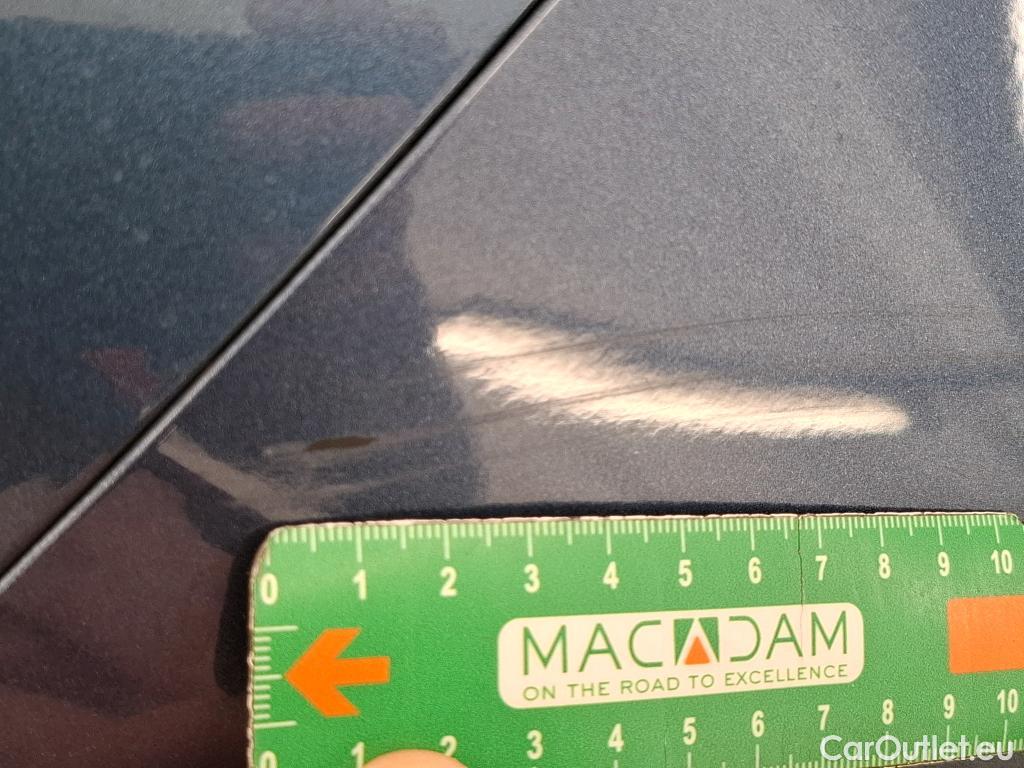 0 1 2 3 4 5 6 7 8 9 10
MACADAM
ON THE ROAD TO EXCELLENCE
0 1 2 3 4 5 6 7 8 9 10
CarOutlet.eu